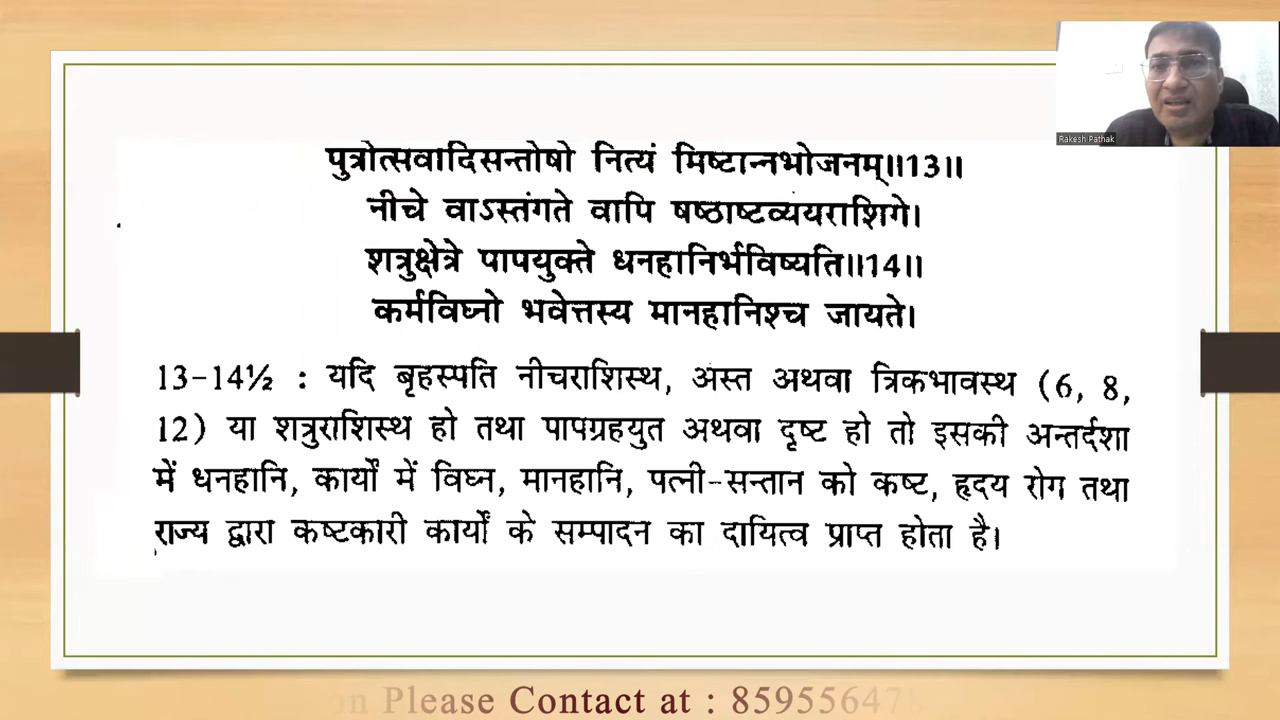 Rakesh Pathak
पुत्रोत्सवादिसन्तोषो नित्यं मिष्टान्नभोजनम्॥13॥
नीचे वाऽस्तंगते वापि षष्ठाष्टव्ययराशिगे।
शत्रुक्षेत्रे पापयुक्ते धनहानिर्भविष्यति॥14॥
कर्मविघ्नो भवेत्तस्य मानहानिश्च जायते।
13-14½ : यदि बृहस्पति नीचराशिस्थ, अस्त अथवा त्रिकभावस्थ (6, 8,
12) या शत्रुराशिस्थ हो तथा पापग्रहयुत अथवा दृष्ट हो तो इसकी अन्तर्दशा
में धनहानि, कार्यों में विघ्न, मानहानि, पत्नी-सन्तान को कष्ट, हृदय रोग तथा
राज्य द्वारा कष्टकारी कार्यों के सम्पादन का दायित्व प्राप्त होता है।
on Please Contact at : 85955647